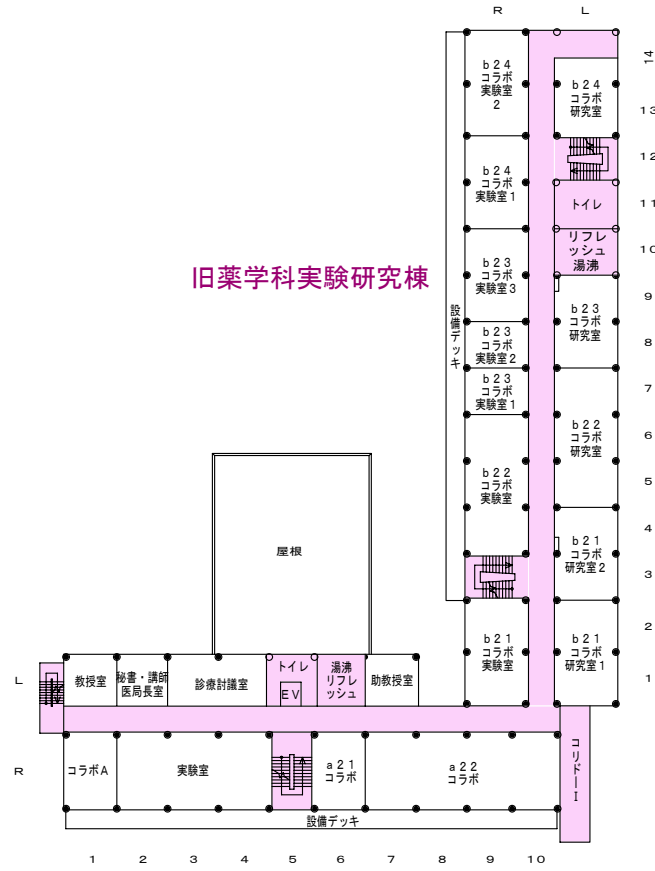 R L
14
ｂ２４
コラボ
実験室
２
ｂ２４
コラボ
研究室
13
12
ｂ２４
コラボ
実験室１
トイレ
11
リフレ
ッシュ
湯沸
10
旧薬学科実験研究棟
ｂ２３
コラボ
実験室３
9
設備デッキ
ｂ２３
コラボ
研究室
8
ｂ２３
コラボ
実験室２
ｂ２３
コラボ
実験室１
7
ｂ２２
コラボ
研究室
6
ｂ２２
コラボ
実験室
5
屋根
4
ｂ２１
コラボ
研究室２
3
2
ｂ２１
コラボ
実験室
ｂ２１
コラボ
研究室１
1
L
教授室
秘書・講師
医局長室
診療討議室
トイレ
EV
湯沸
リフレ
ッシュ
助教授室
R
コラボA
実験室
ａ２１
コラボ
ａ２２
コラボ
コリドーＩ
設備デッキ
1 2 3 4 5 6 7 8 9 10